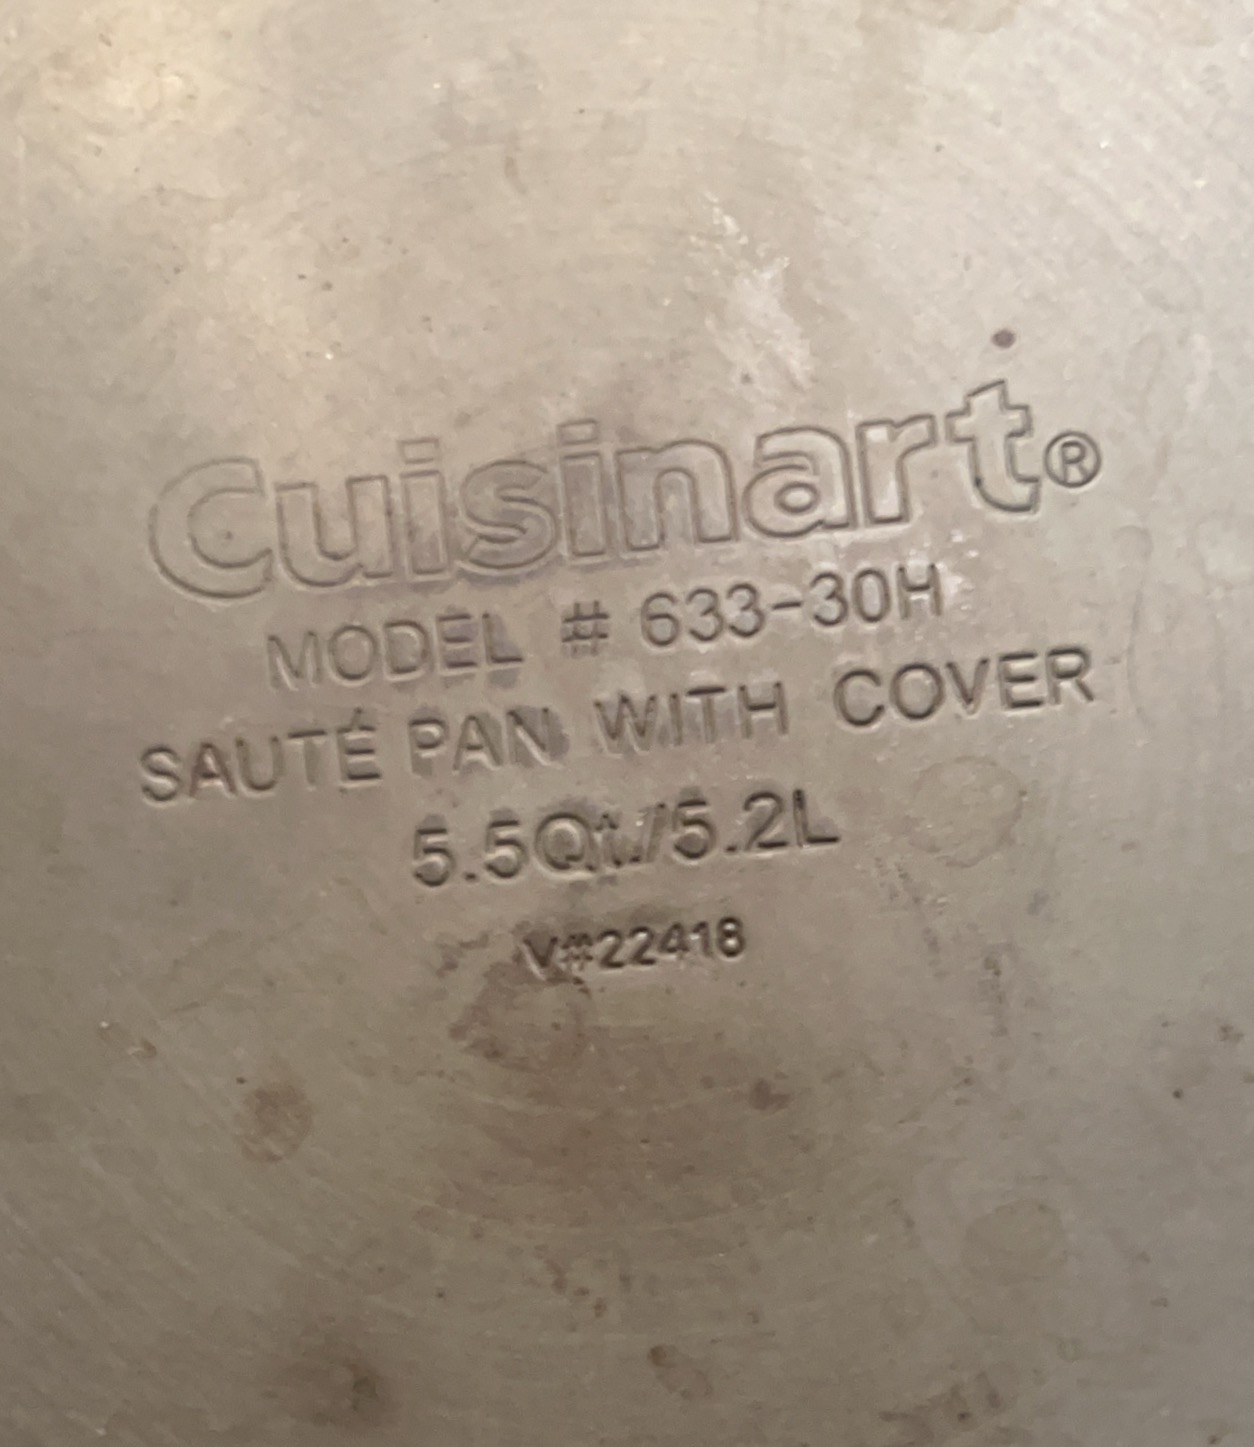 Cuisinart®
MODEL # 633-30H
SAUTÉ PAN WITH COVER
5.5Qt./5.2L
V#22418